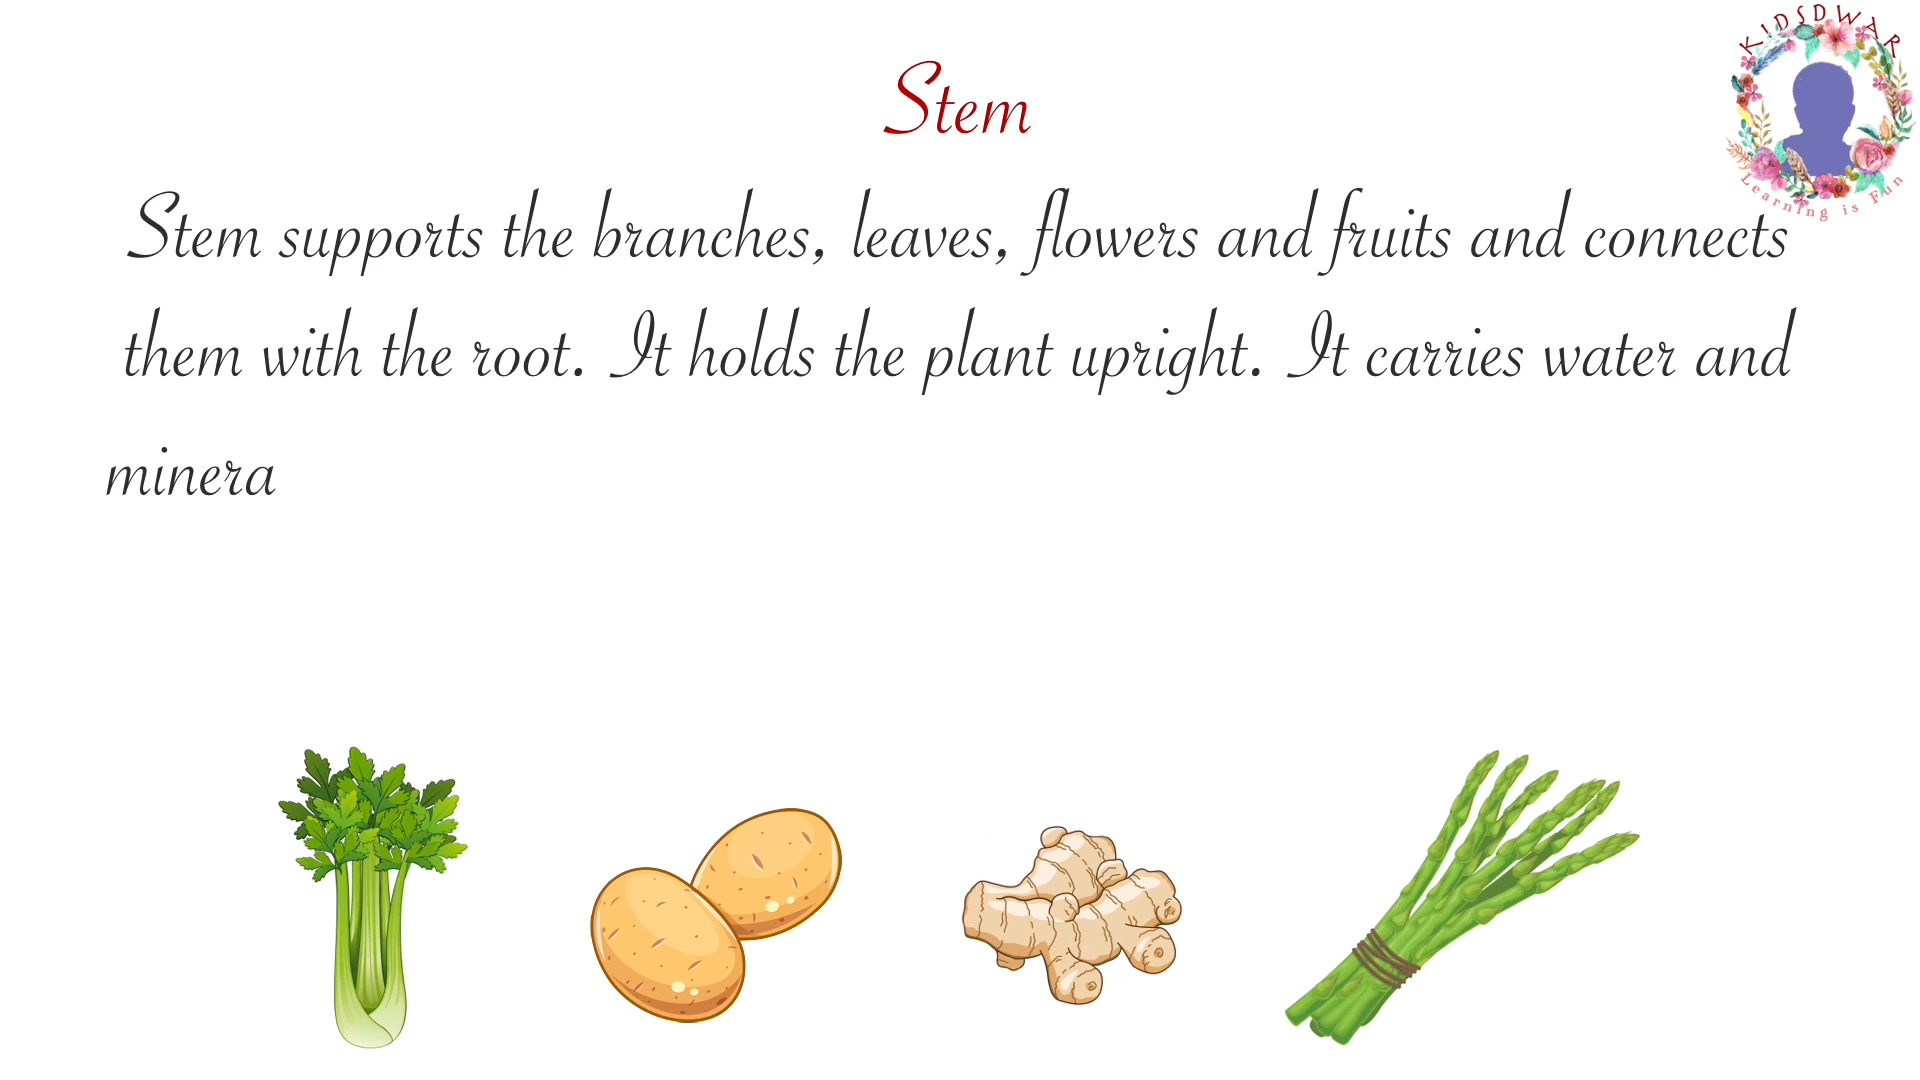 KIDSDWAR
Learning is Fun
Stem
Stem supports the branches, leaves, flowers and fruits and connects
them with the root. It holds the plant upright. It carries water and
minera